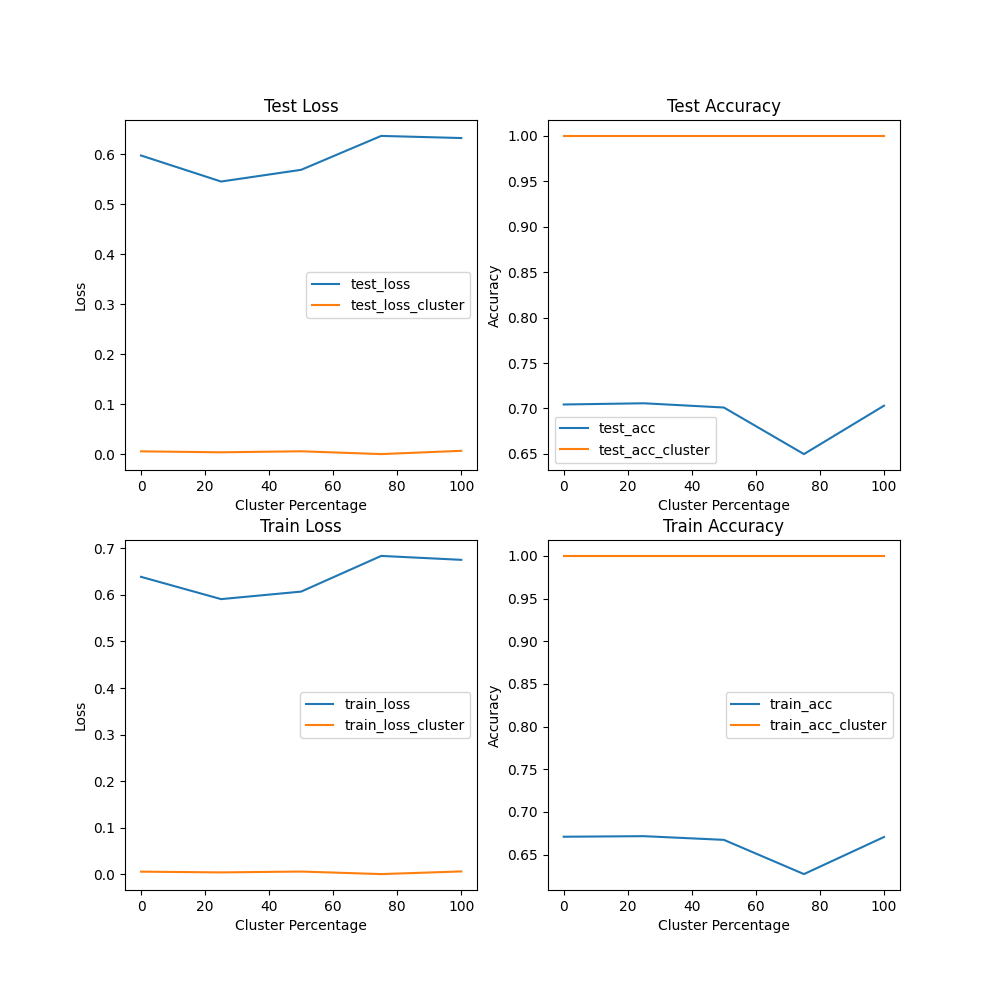 Test Loss
0.6
0.5
0.4
0.3
0.2
0.1
0.0
Loss
test_loss
test_loss_cluster
0 20 40 60 80 100
Cluster Percentage
Test Accuracy
1.00
0.95
0.90
0.85
0.80
0.75
0.70
0.65
Accuracy
test_acc
test_acc_cluster
0 20 40 60 80 100
Cluster Percentage
Train Loss
0.7
0.6
0.5
0.4
0.3
0.2
0.1
0.0
Loss
train_loss
train_loss_cluster
0 20 40 60 80 100
Cluster Percentage
Train Accuracy
1.00
0.95
0.90
0.85
0.80
0.75
0.70
0.65
Accuracy
train_acc
train_acc_cluster
0 20 40 60 80 100
Cluster Percentage